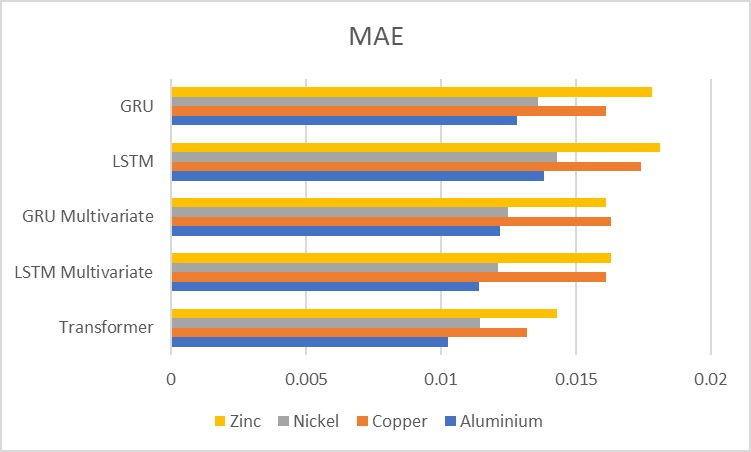 MAE
GRU
LSTM
GRU Multivariate
LSTM Multivariate
Transformer
0 0.005 0.01 0.015 0.02
Zinc Nickel Copper Aluminium